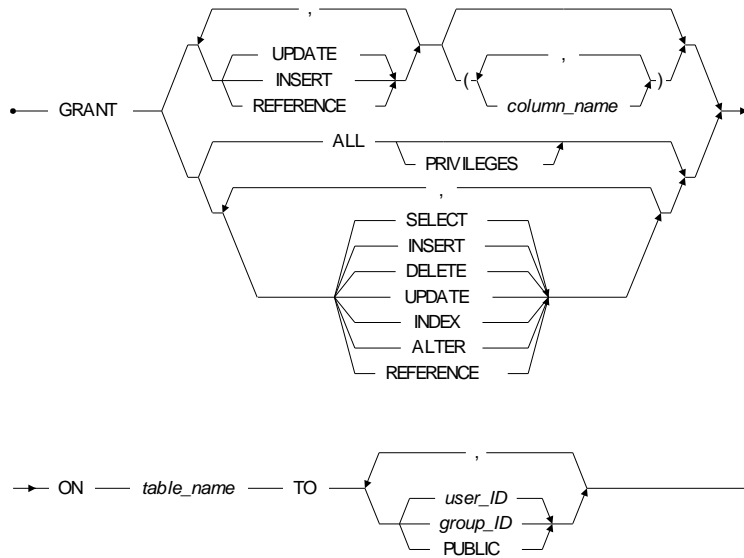 ,
UPDATE
INSERT
REFERENCE
,
( column_name )
GRANT
ALL
PRIVILEGES
,
SELECT
INSERT
DELETE
UPDATE
INDEX
ALTER
REFERENCE
,
ON table_name TO
user_ID
group_ID
PUBLIC